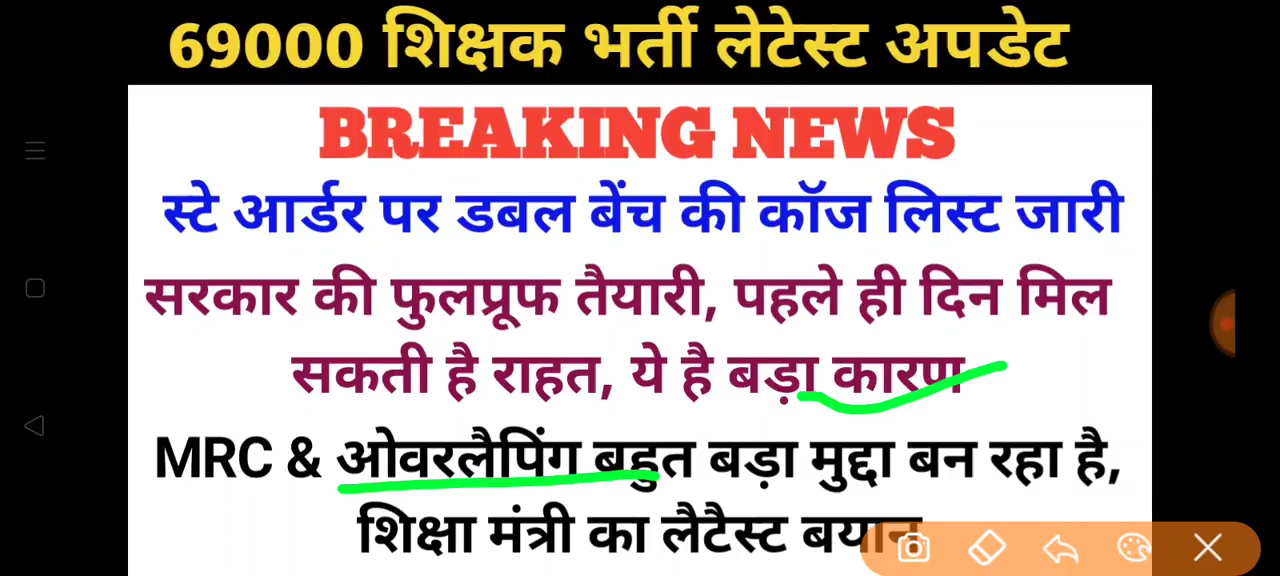 69000 शिक्षक भर्ती लेटेस्ट अपडेट
BREAKING NEWS
स्टे आर्डर पर डबल बेंच की कॉज लिस्ट जारी
सरकार की फुलप्रूफ तैयारी, पहले ही दिन मिल
सकती है राहत, ये है बड़ा कारण
MRC & ओवरलैपिंग बहुत बड़ा मुद्दा बन रहा है,
शिक्षा मंत्री का लैटैस्ट बयान